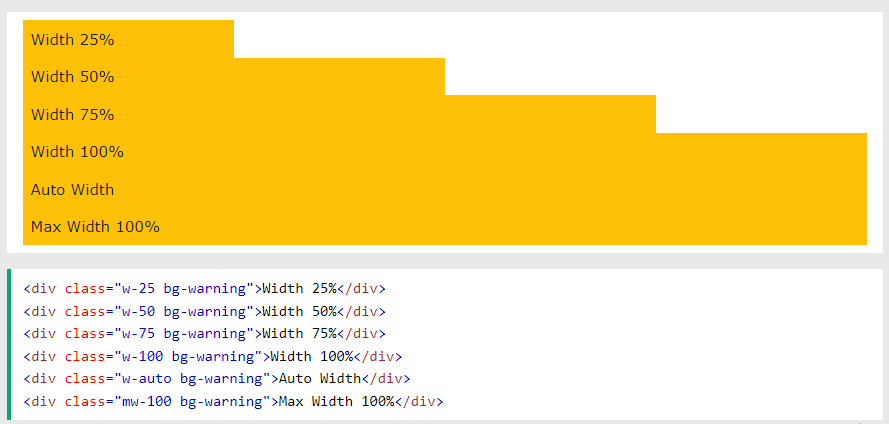 Width 25%
Width 50%
Width 75%
Width 100%
Auto Width
Max Width 100%
<div class="w-25 bg-warning">Width 25%</div>
<div class="w-50 bg-warning">Width 50%</div>
<div class="w-75 bg-warning">Width 75%</div>
<div class="w-100 bg-warning">Width 100%</div>
<div class="w-auto bg-warning">Auto Width</div>
<div class="mw-100 bg-warning">Max Width 100%</div>